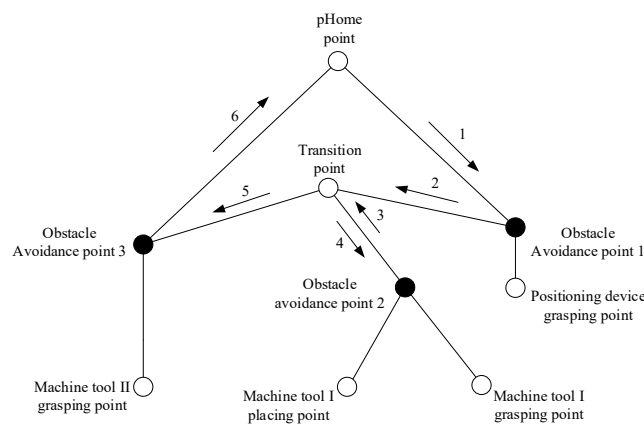 pHome
point
6
1
Transition
point
5
2
3
4
Obstacle
Avoidance point 3
Obstacle
Avoidance point 1
Obstacle
avoidance point 2
Positioning device
grasping point
Machine tool II
grasping point
Machine tool I
placing point
Machine tool I
grasping point